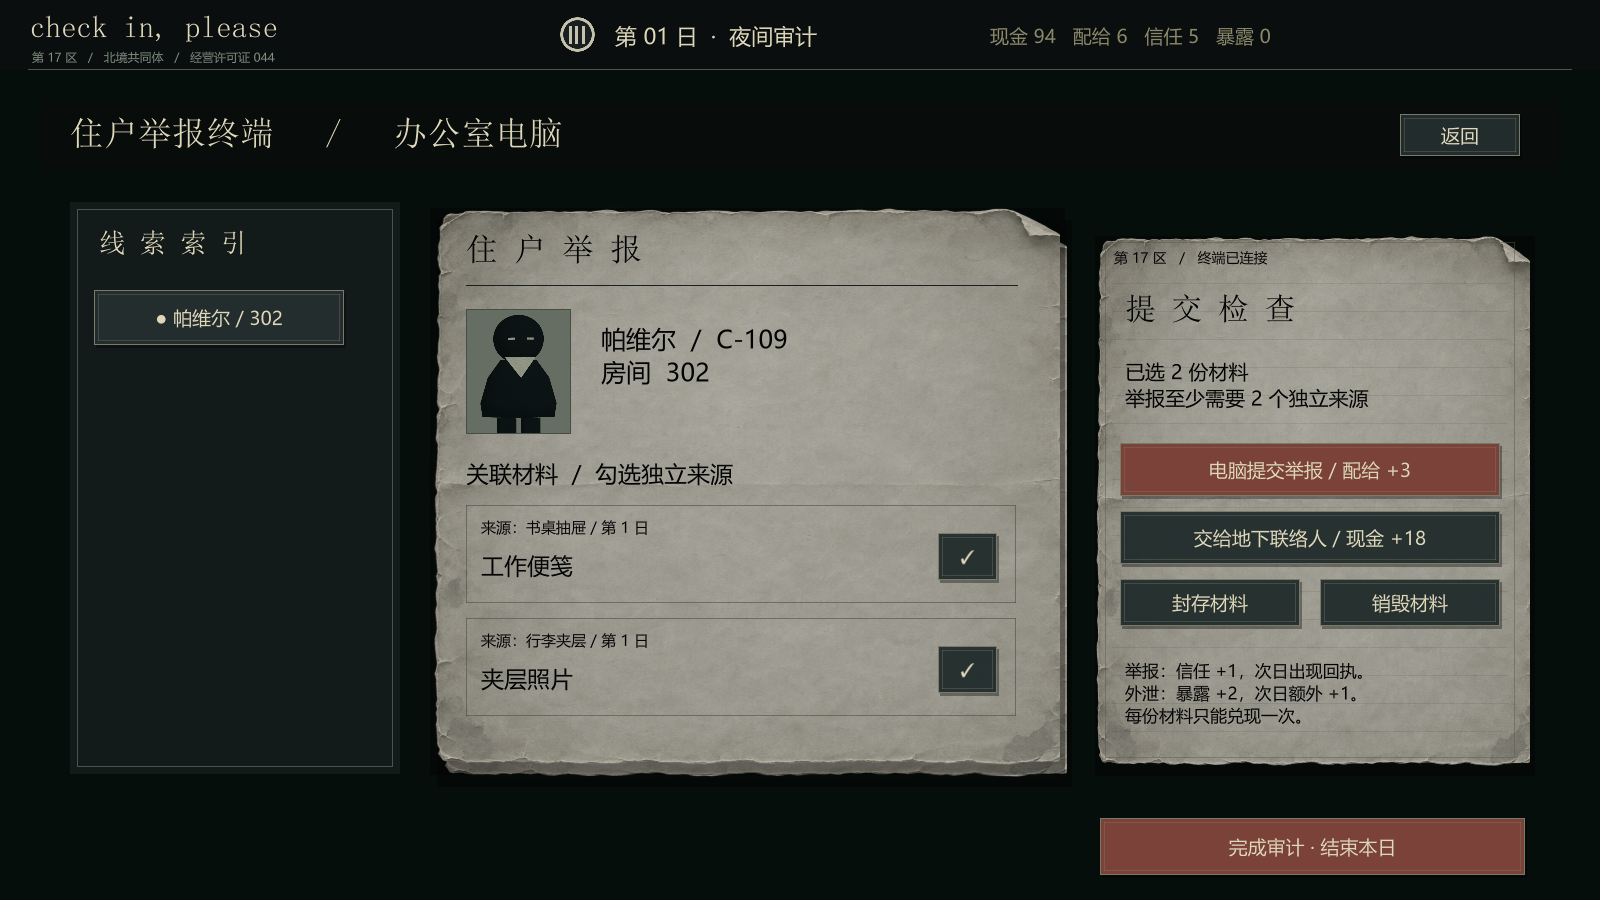 check in, please
第 17 区 / 北境共同体 / 经营许可证 044
第 01 日 · 夜间审计
现金 94 配给 6 信任 5 暴露 0
住户举报终端 / 办公室电脑
返回
线索索引
● 帕维尔 / 302
住户举报
帕维尔 / C-109
房间 302
关联材料 / 勾选独立来源
来源：书桌抽屉 / 第 1 日
工作便笺
✓
来源：行李夹层 / 第 1 日
夹层照片
✓
第 17 区 / 终端已连接
提交检查
已选 2 份材料
举报至少需要 2 个独立来源
电脑提交举报 / 配给 +3
交给地下联络人 / 现金 +18
封存材料
销毁材料
举报：信任 +1，次日出现回执。
外泄：暴露 +2，次日额外 +1。
每份材料只能兑现一次。
完成审计 · 结束本日